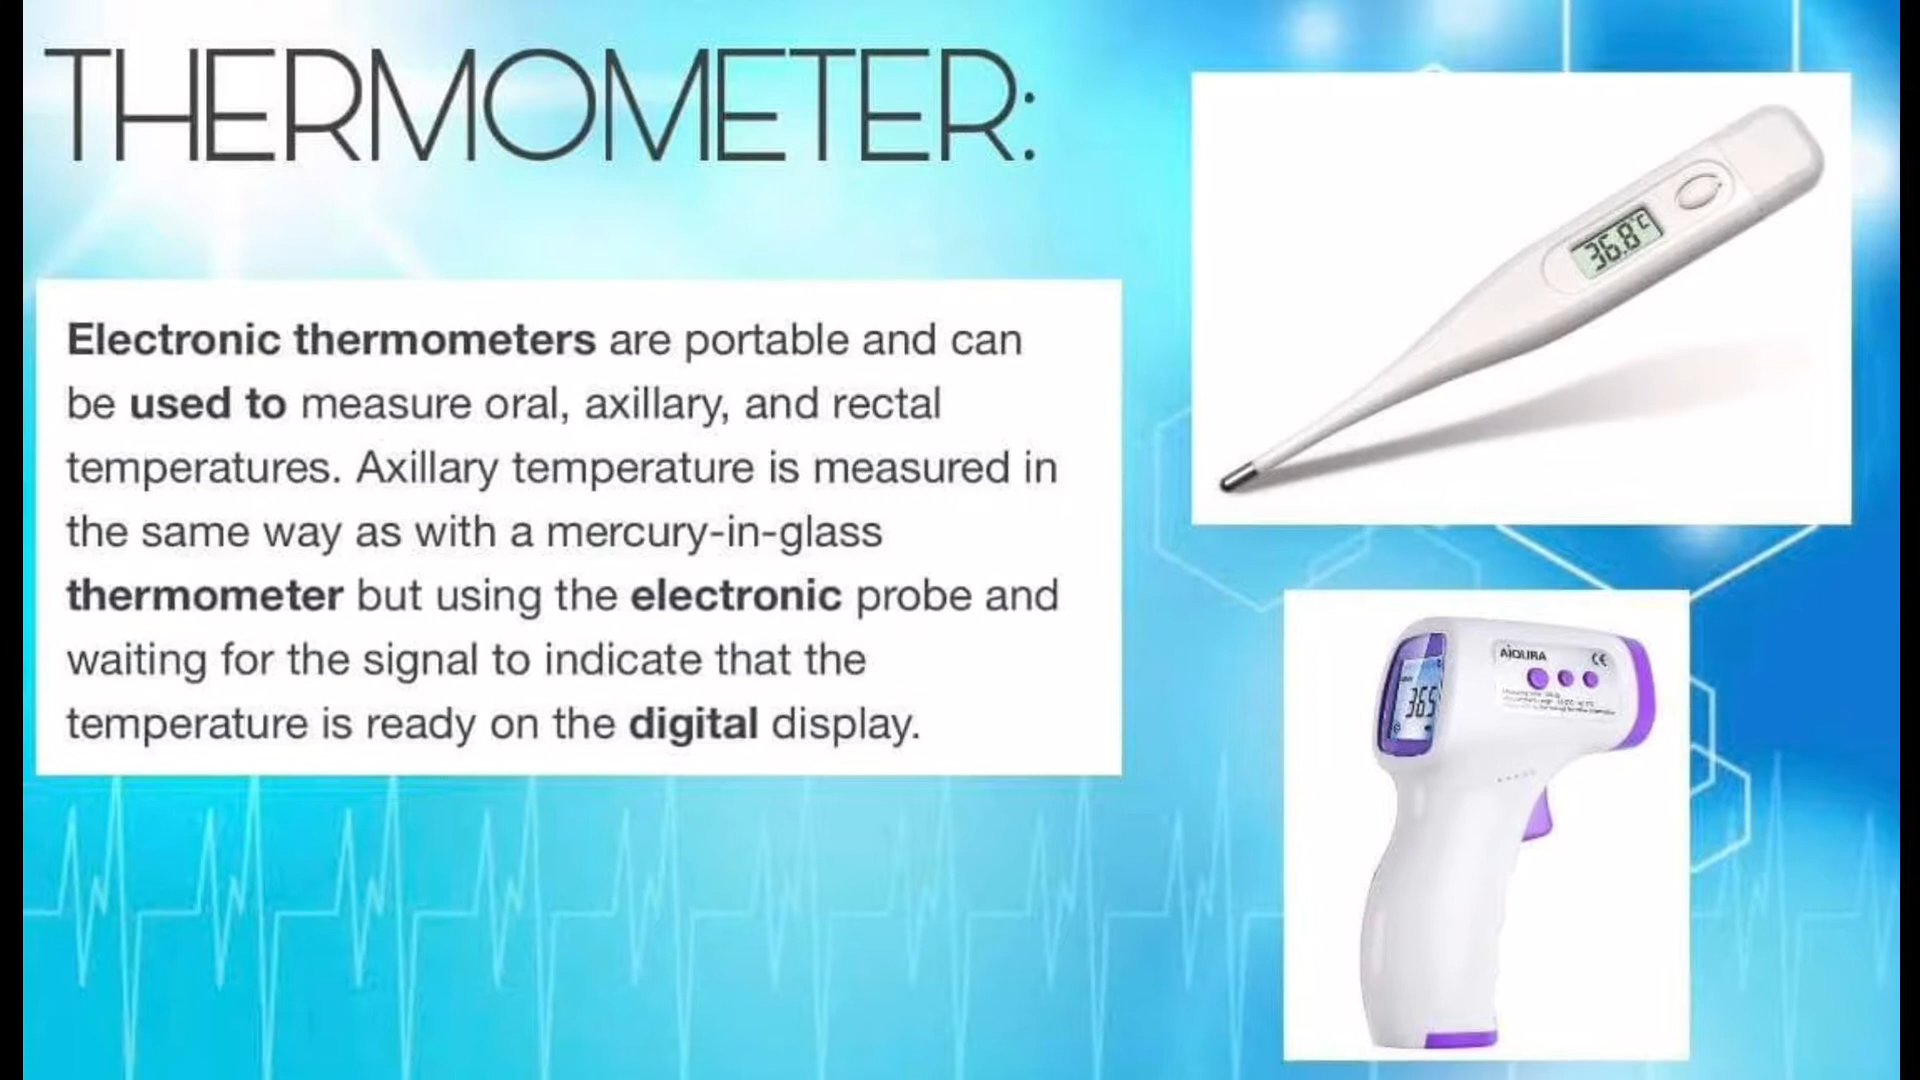 THERMOMETER:
Electronic thermometers are portable and can
be used to measure oral, axillary, and rectal
temperatures. Axillary temperature is measured in
the same way as with a mercury-in-glass
thermometer but using the electronic probe and
waiting for the signal to indicate that the
temperature is ready on the digital display.
36.8°C
AiQURA CE
36.5